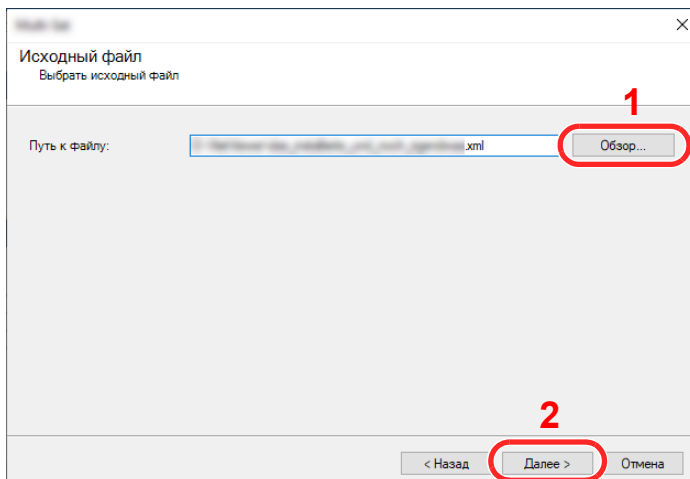 Исходный файл
Выбрать исходный файл
1
Путь к файлу: .xml Обзор...
2
< Назад Далее > Отмена